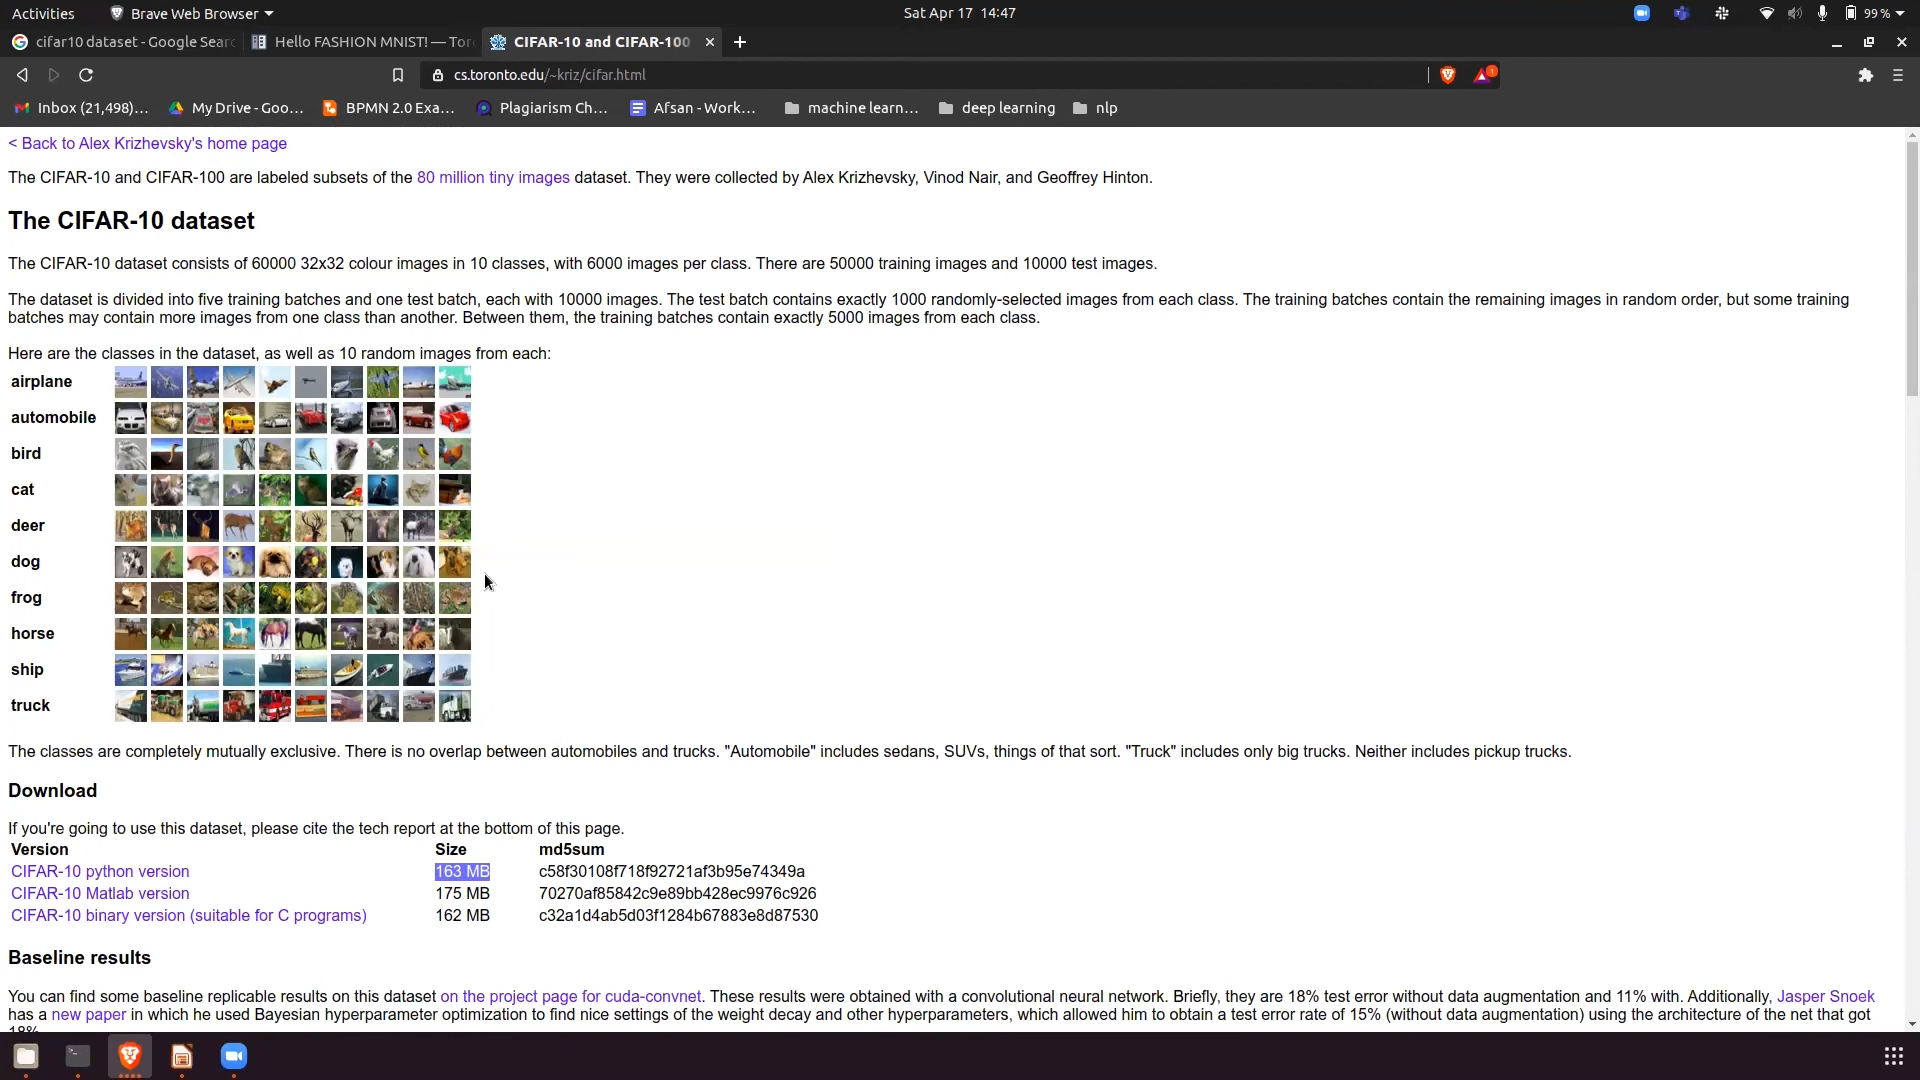 Activities
Brave Web Browser
Sat Apr 17 14:47
99 %
cifar10 dataset - Google Sear
Hello FASHION MNIST! — Tor
CIFAR-10 and CIFAR-100
cs.toronto.edu/~kriz/cifar.html
1
Inbox (21,498)...
My Drive - Goo...
BPMN 2.0 Exa...
Plagiarism Ch...
Afsan - Work...
machine learn...
deep learning
nlp
< Back to Alex Krizhevsky's home page
The CIFAR-10 and CIFAR-100 are labeled subsets of the 80 million tiny images dataset. They were collected by Alex Krizhevsky, Vinod Nair, and Geoffrey Hinton.
The CIFAR-10 dataset
The CIFAR-10 dataset consists of 60000 32x32 colour images in 10 classes, with 6000 images per class. There are 50000 training images and 10000 test images.
The dataset is divided into five training batches and one test batch, each with 10000 images. The test batch contains exactly 1000 randomly-selected images from each class. The training batches contain the remaining images in random order, but some training
batches may contain more images from one class than another. Between them, the training batches contain exactly 5000 images from each class.
Here are the classes in the dataset, as well as 10 random images from each:
airplane
automobile
bird
cat
deer
dog
frog
horse
ship
truck
The classes are completely mutually exclusive. There is no overlap between automobiles and trucks. "Automobile" includes sedans, SUVs, things of that sort. "Truck" includes only big trucks. Neither includes pickup trucks.
Download
If you're going to use this dataset, please cite the tech report at the bottom of this page.
Version Size md5sum
CIFAR-10 python version 163 MB c58f30108f718f92721af3b95e74349a
CIFAR-10 Matlab version 175 MB 70270af85842c9e89bb428ec9976c926
CIFAR-10 binary version (suitable for C programs) 162 MB c32a1d4ab5d03f1284b67883e8d87530
Baseline results
You can find some baseline replicable results on this dataset on the project page for cuda-convnet. These results were obtained with a convolutional neural network. Briefly, they are 18% test error without data augmentation and 11% with. Additionally, Jasper Snoek
has a new paper in which he used Bayesian hyperparameter optimization to find nice settings of the weight decay and other hyperparameters, which allowed him to obtain a test error rate of 15% (without data augmentation) using the architecture of the net that got
18%